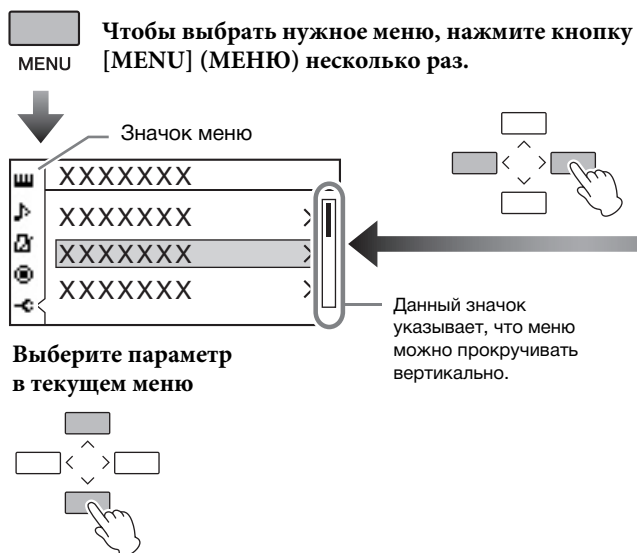 Чтобы выбрать нужное меню, нажмите кнопку
[MENU] (МЕНЮ) несколько раз.
MENU
Значок меню
XXXXXXX
XXXXXXX
XXXXXXX
XXXXXXX
Данный значок
указывает, что меню
можно прокручивать
вертикально.
Выберите параметр
в текущем меню